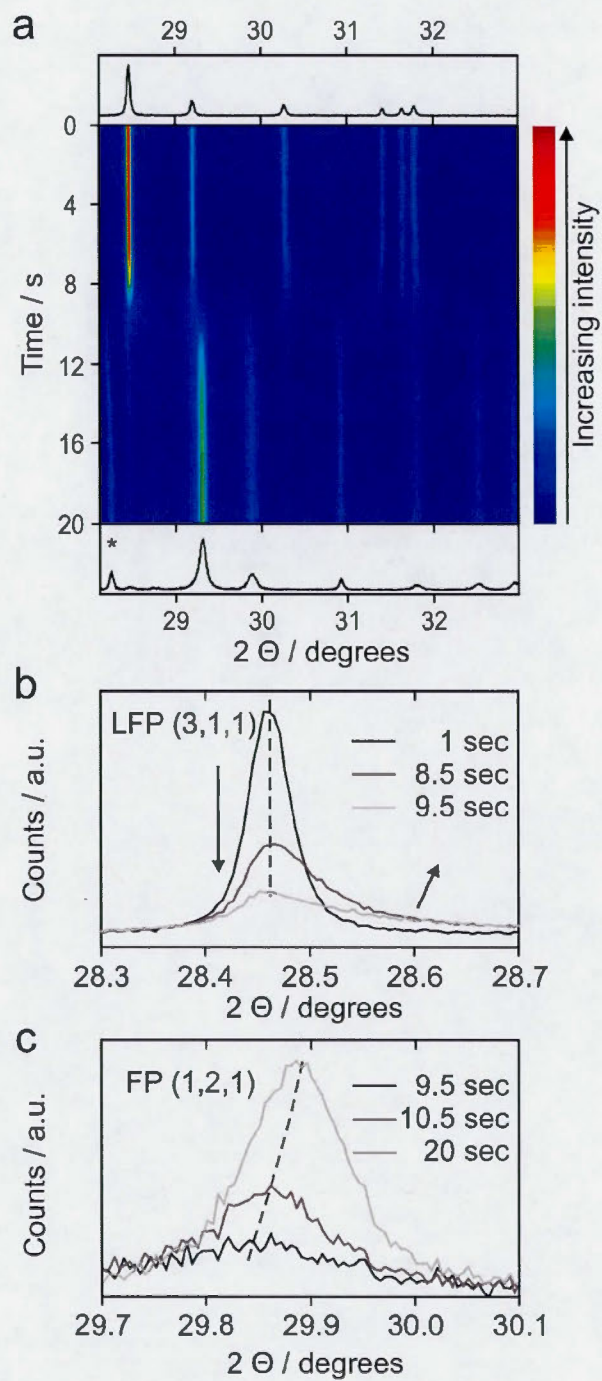 a
29 30 31 32
0
4
8
12
16
20
Time / s
Increasing intensity
*
29 30 31 32
2 Θ / degrees
b
LFP (3,1,1)
1 sec
8.5 sec
9.5 sec
Counts / a.u.
28.3 28.4 28.5 28.6 28.7
2 Θ / degrees
c
FP (1,2,1)
9.5 sec
10.5 sec
20 sec
Counts / a.u.
29.7 29.8 29.9 30.0 30.1
2 Θ / degrees